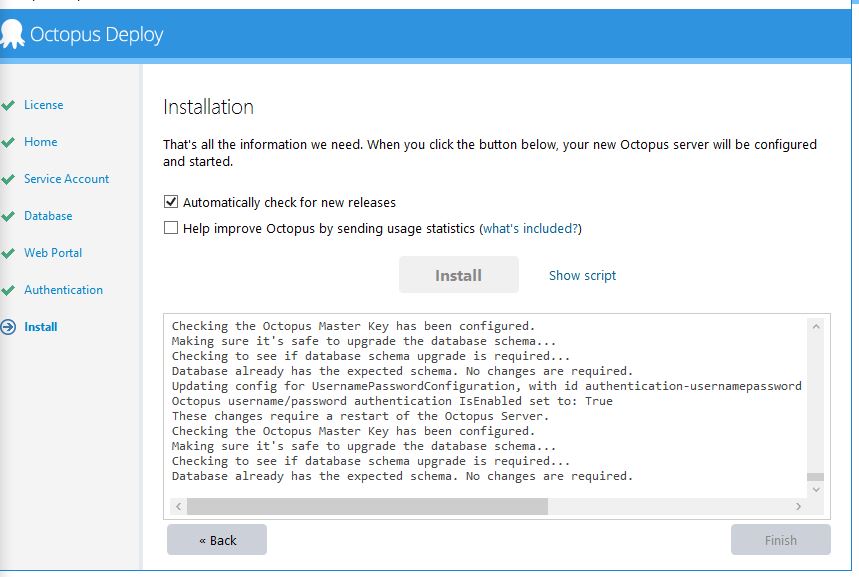 Octopus Deploy
License
Home
Service Account
Database
Web Portal
Authentication
Install
Installation
That's all the information we need. When you click the button below, your new Octopus server will be configured
and started.
Automatically check for new releases
Help improve Octopus by sending usage statistics (what's included?)
Install
Show script
Checking the Octopus Master Key has been configured.
Making sure it's safe to upgrade the database schema...
Checking to see if database schema upgrade is required...
Database already has the expected schema. No changes are required.
Updating config for UsernamePasswordConfiguration, with id authentication-usernamepassword
Octopus username/password authentication IsEnabled set to: True
These changes require a restart of the Octopus Server.
Checking the Octopus Master Key has been configured.
Making sure it's safe to upgrade the database schema...
Checking to see if database schema upgrade is required...
Database already has the expected schema. No changes are required.
« Back
Finish